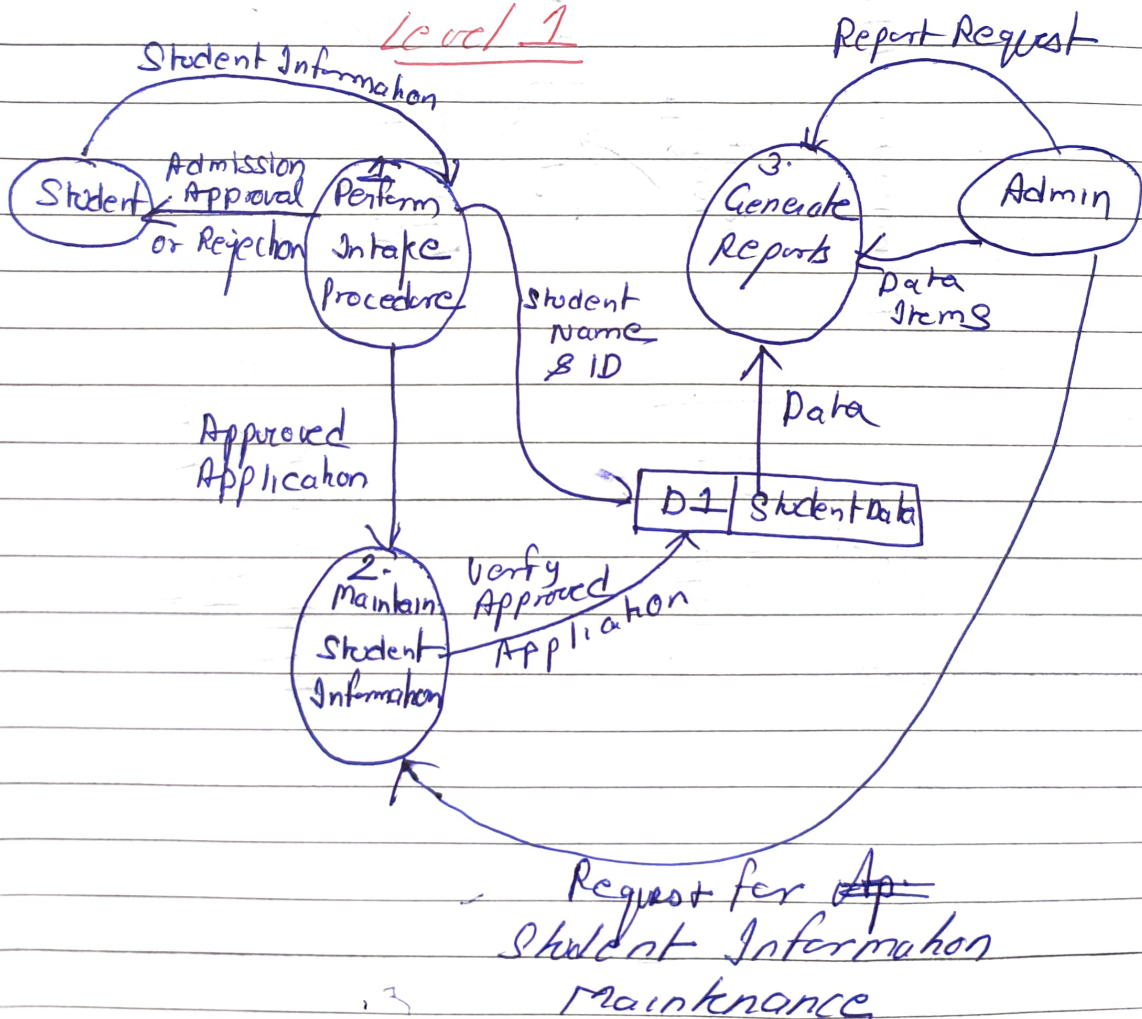 Level 1
Student Information
Report Request
Student
Admission
Approval
or Rejection
1.
Perform
Intake
Procedure
3.
Generate
Reports
Admin
Data
Items
Student
Name
& ID
Data
Approved
Application
D1 Student Data
2.
Maintain
Student
Information
Verfy
Approved
Application
Request for
Student Information
Maintenance